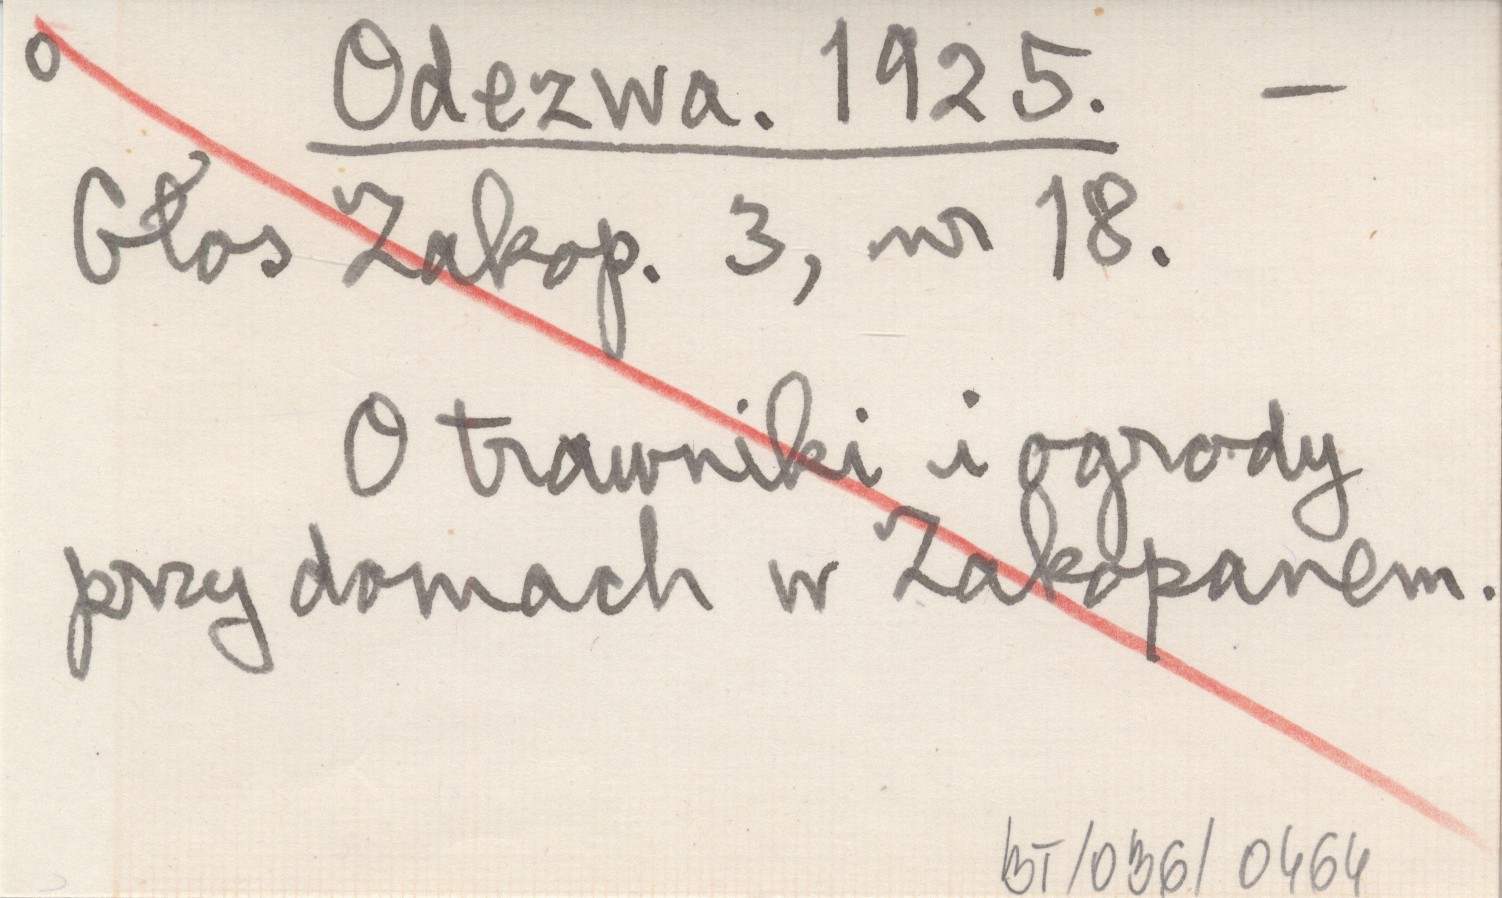 o Odezwa. 1925. —
Głos Zakop. 3, nr 18.
O trawniki i ogrody
przy domach w Zakopanem.
BT/036/0464